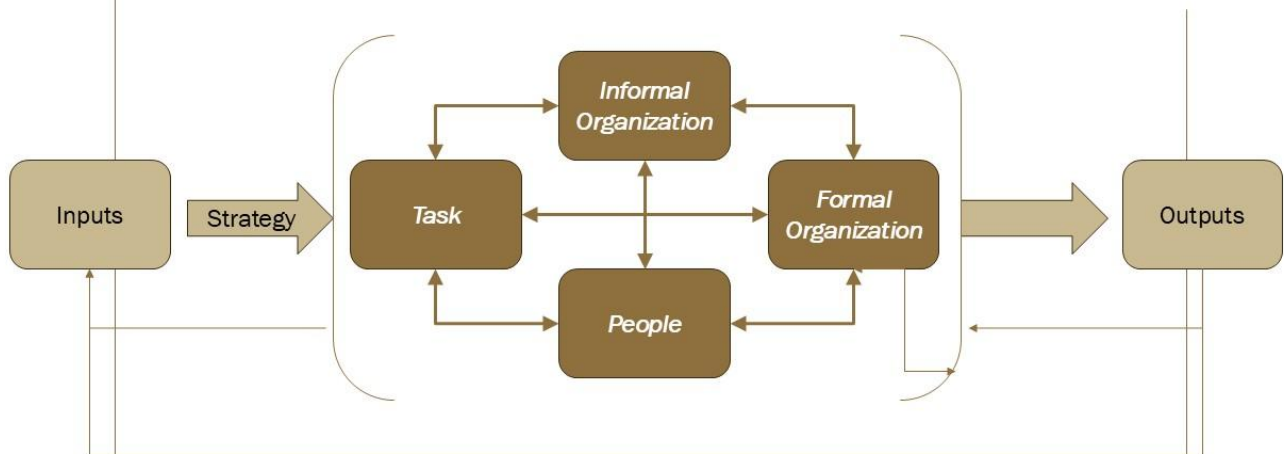 Informal
Organization
Inputs
Strategy
Task
Formal
Organization
Outputs
People